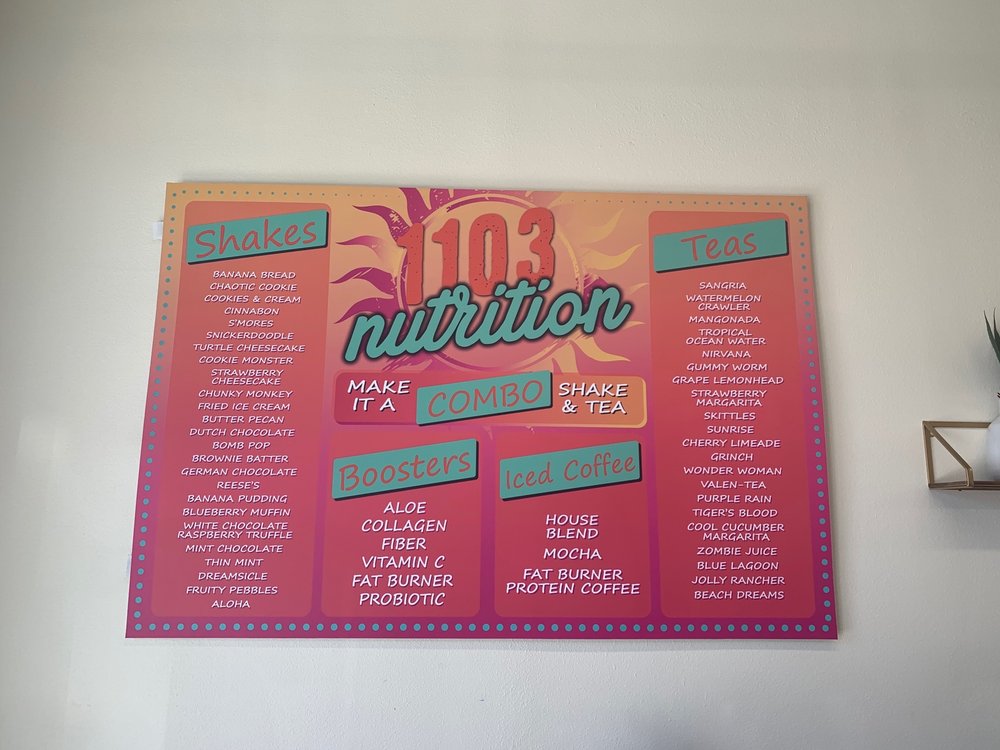 Shakes
BANANA BREAD
CHAOTIC COOKIE
COOKIES & CREAM
CINNABON
S'MORES
SNICKERDOODLE
TURTLE CHEESECAKE
COOKIE MONSTER
STRAWBERRY
CHEESECAKE
CHUNKY MONKEY
FRIED ICE CREAM
BUTTER PECAN
DUTCH CHOCOLATE
BOMB POP
BROWNIE BATTER
GERMAN CHOCOLATE
REESE'S
BANANA PUDDING
BLUEBERRY MUFFIN
WHITE CHOCOLATE
RASPBERRY TRUFFLE
MINT CHOCOLATE
THIN MINT
DREAMSICLE
FRUITY PEBBLES
ALOHA
1103
nutrition
MAKE
IT A
COMBO
SHAKE
& TEA
Boosters
ALOE
COLLAGEN
FIBER
VITAMIN C
FAT BURNER
PROBIOTIC
Iced Coffee
HOUSE
BLEND
MOCHA
FAT BURNER
PROTEIN COFFEE
Teas
SANGRIA
WATERMELON
CRAWLER
MANGONADA
TROPICAL
OCEAN WATER
NIRVANA
GUMMY WORM
GRAPE LEMONHEAD
STRAWBERRY
MARGARITA
SKITTLES
SUNRISE
CHERRY LIMEADE
GRINCH
WONDER WOMAN
VALEN-TEA
PURPLE RAIN
TIGER'S BLOOD
COOL CUCUMBER
MARGARITA
ZOMBIE JUICE
BLUE LAGOON
JOLLY RANCHER
BEACH DREAMS